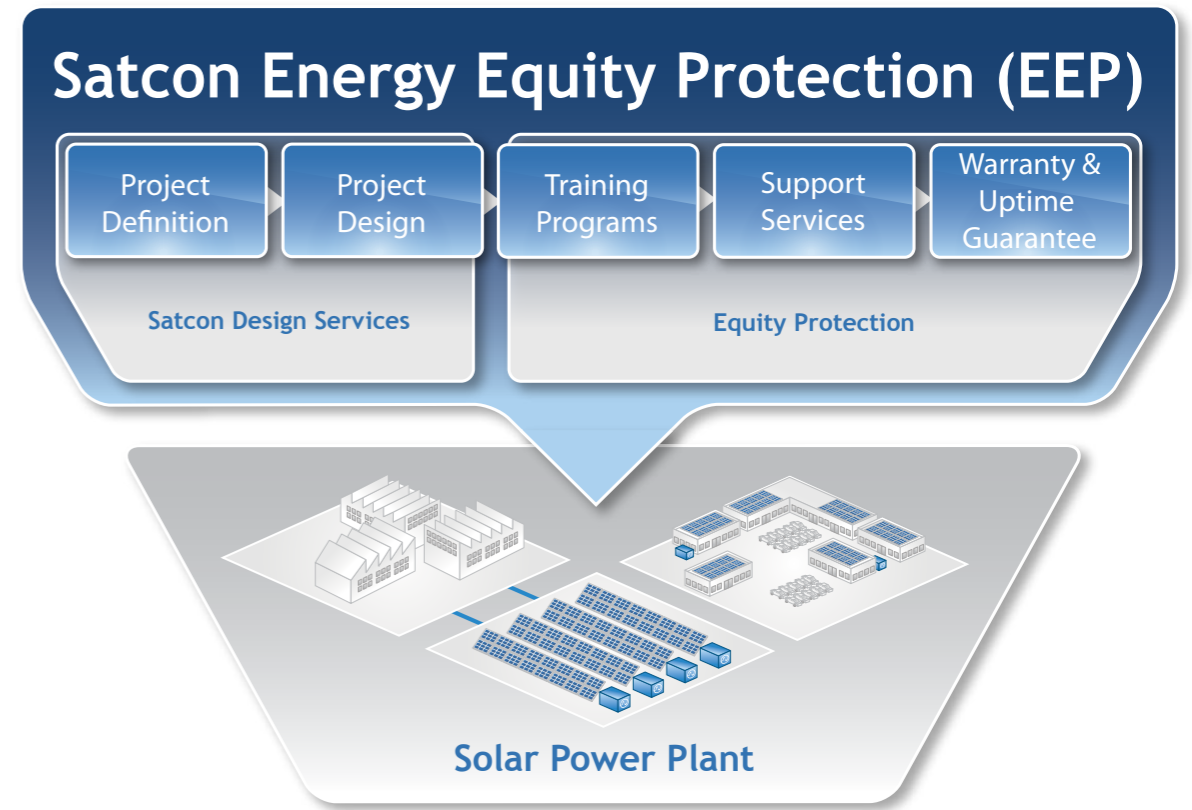 Satcon Energy Equity Protection (EEP)
Project
Definition
Project
Design
Training
Programs
Support
Services
Warranty &
Uptime
Guarantee
Satcon Design Services
Equity Protection
Solar Power Plant